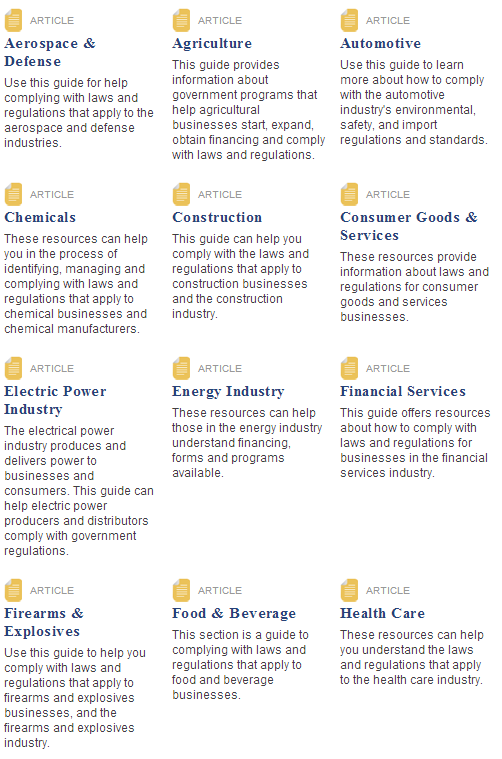 ARTICLE
Aerospace &
Defense
Use this guide for help
complying with laws and
regulations that apply to the
aerospace and defense
industries.
ARTICLE
Agriculture
This guide provides
information about
government programs that
help agricultural
businesses start, expand,
obtain financing and comply
with laws and regulations.
ARTICLE
Automotive
Use this guide to learn
more about how to comply
with the automotive
industry's environmental,
safety, and import
regulations and standards.
ARTICLE
Chemicals
These resources can help
you in the process of
identifying, managing and
complying with laws and
regulations that apply to
chemical businesses and
chemical manufacturers.
ARTICLE
Construction
This guide can help you
comply with the laws and
regulations that apply to
construction businesses
and the construction
industry.
ARTICLE
Consumer Goods &
Services
These resources provide
information about laws and
regulations for consumer
goods and services
businesses.
ARTICLE
Electric Power
Industry
The electrical power
industry produces and
delivers power to
businesses and
consumers. This guide can
help electric power
producers and distributors
comply with government
regulations.
ARTICLE
Energy Industry
These resources can help
those in the energy industry
understand financing,
forms and programs
available.
ARTICLE
Financial Services
This guide offers resources
about how to comply with
laws and regulations for
businesses in the financial
services industry.
ARTICLE
Firearms &
Explosives
Use this guide to help you
comply with laws and
regulations that apply to
firearms and explosives
businesses, and the
firearms and explosives
industry.
ARTICLE
Food & Beverage
This section is a guide to
complying with laws and
regulations that apply to
food and beverage
businesses.
ARTICLE
Health Care
These resources can help
you understand the laws
and regulations that apply
to the health care industry.